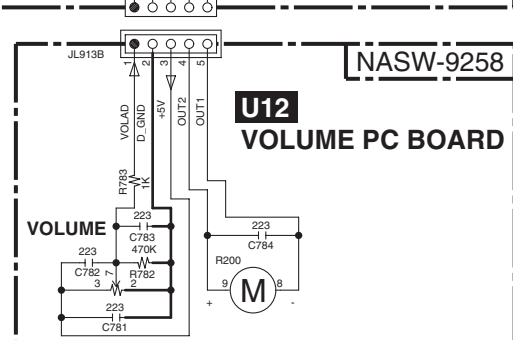 JL913B
1 2 3 4 5
NASW-9258
VOLAD
D_GND
+5V
OUT2
OUT1
U12
VOLUME PC BOARD
R783
1K
VOLUME
223
C783
223
C784
223
C782
470K
R782
R200
7
3
2
9
M
8
+
-
223
C781